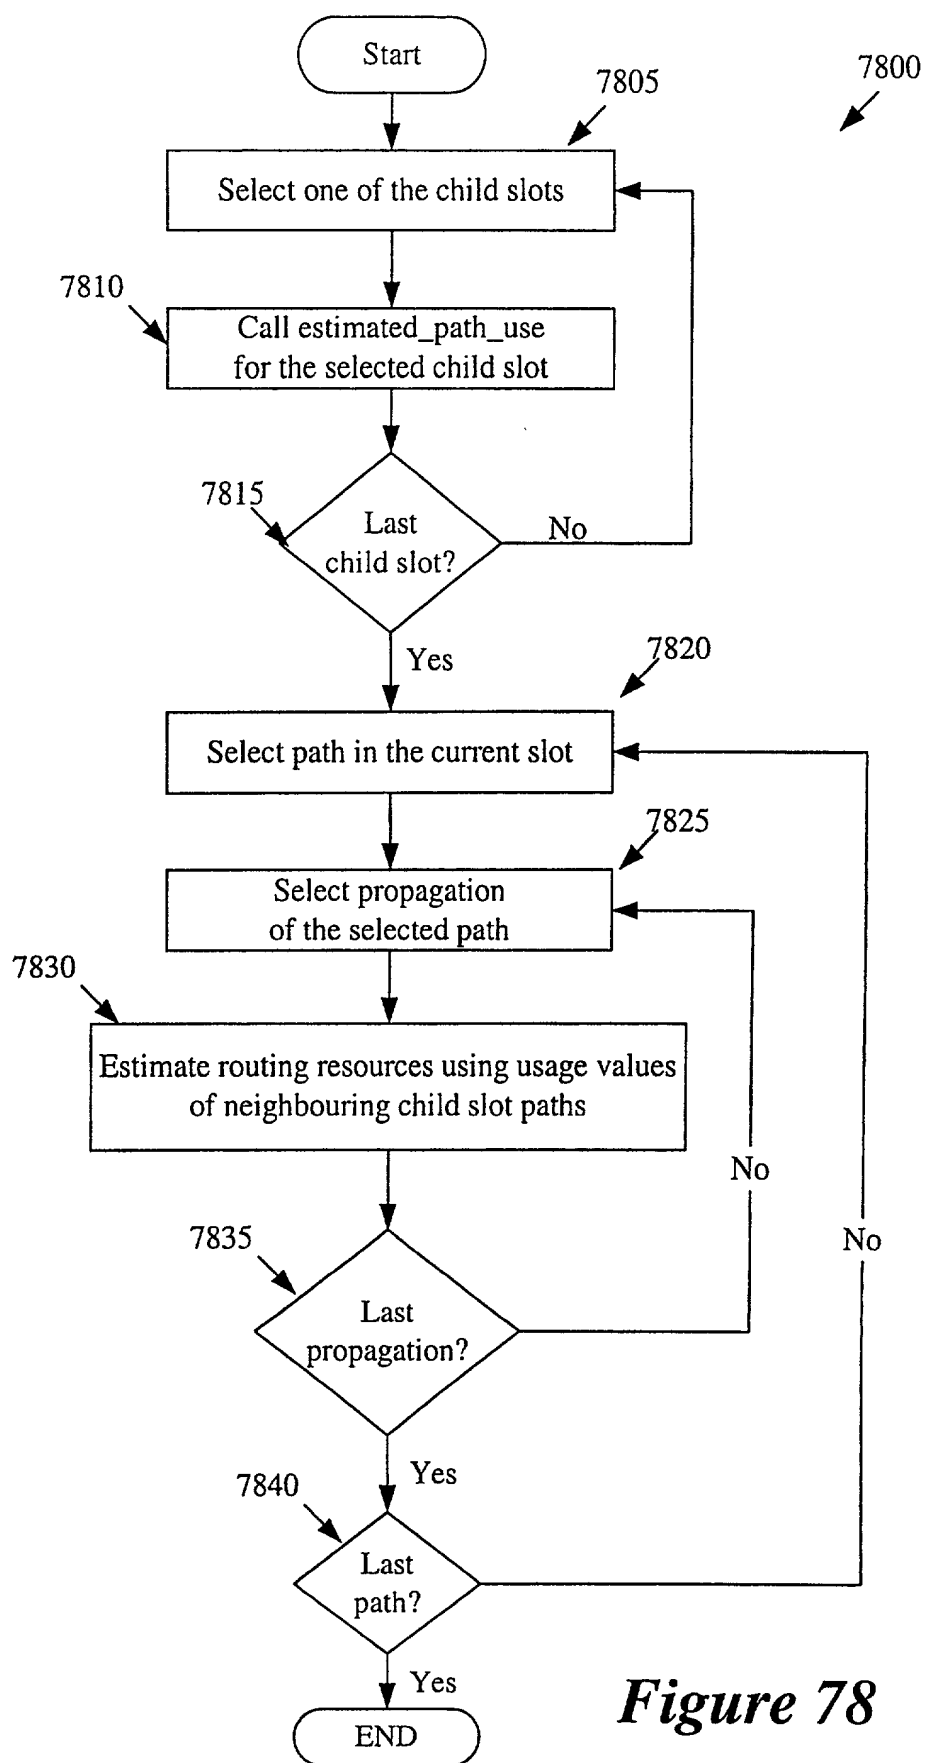 Start
7805
7800
Select one of the child slots
7810
Call estimated_path_use
for the selected child slot
7815
Last
child slot?
No
Yes
7820
Select path in the current slot
7825
Select propagation
of the selected path
7830
Estimate routing resources using usage values
of neighbouring child slot paths
No
7835
No
Last
propagation?
Yes
7840
Last
path?
Yes
END
Figure 78